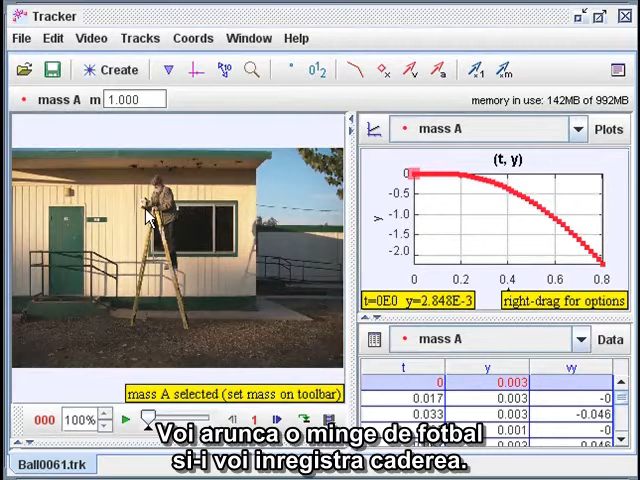 Tracker
File Edit Video Tracks Coords Window Help
Create
mass A m 1.000
memory in use: 142MB of 992MB
mass A Plots
(t, y)
0
-0.5
-1.0
-1.5
-2.0
y
0 0.2 0.4 0.6 0.8
t=0E0 y=2.848E-3
right-drag for options
mass A Data
t y vy
0 0.003
0.017 0.003 -0
0.033 0.003 -0.046
mass A selected (set mass on toolbar)
000 100% 1
Voi arunca o minge de fotbal
si-i voi inregistra caderea.
Ball0061.trk